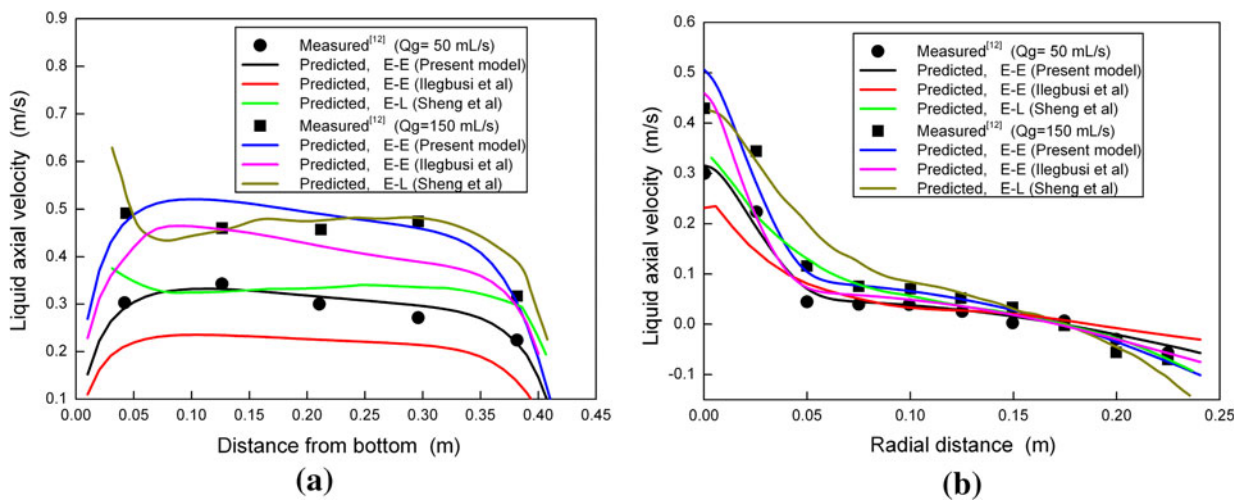 0.9
0.8
0.7
0.6
0.5
0.4
0.3
0.2
0.1
Liquid axial velocity (m/s)
Measured[12] (Qg= 50 mL/s)
Predicted, E-E (Present model)
Predicted, E-E (Ilegbusi et al)
Predicted, E-L (Sheng et al)
Measured[12] (Qg=150 mL/s)
Predicted, E-E (Present model)
Predicted, E-E (Ilegbusi et al)
Predicted, E-L (Sheng et al)
0.00 0.05 0.10 0.15 0.20 0.25 0.30 0.35 0.40 0.45
Distance from bottom (m)
(a)
0.6
0.5
0.4
0.3
0.2
0.1
0.0
-0.1
Liquid axial velocity (m/s)
Measured[12] (Qg= 50 mL/s)
Predicted, E-E (Present model)
Predicted, E-E (Ilegbusi et al)
Predicted, E-L (Sheng et al)
Measured[12] (Qg=150 mL/s)
Predicted, E-E (Present model)
Predicted, E-E (Ilegbusi et al)
Predicted, E-L (Sheng et al)
0.00 0.05 0.10 0.15 0.20 0.25
Radial distance (m)
(b)